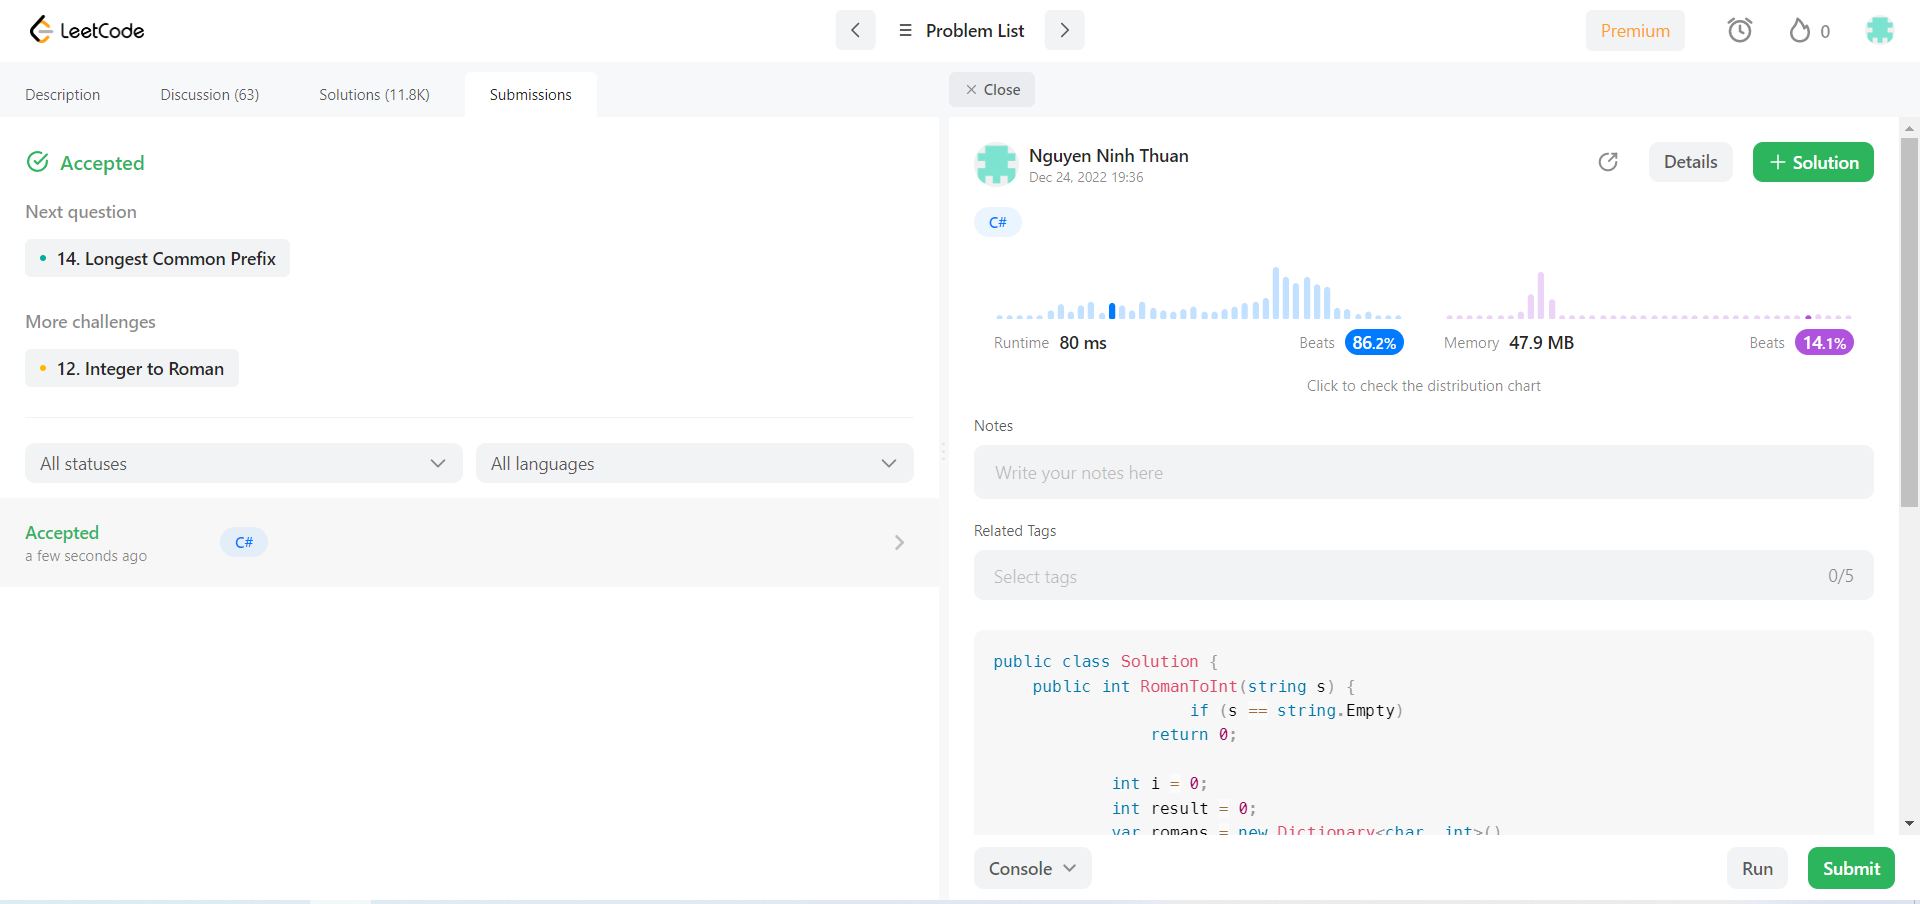 LeetCode
Problem List
Premium
0
Description
Discussion (63)
Solutions (11.8K)
Submissions
Close
Accepted
Next question
14. Longest Common Prefix
More challenges
12. Integer to Roman
All statuses
All languages
Accepted
a few seconds ago
C#
Nguyen Ninh Thuan
Dec 24, 2022 19:36
Details
+ Solution
C#
Runtime 80 ms
Beats 86.2%
Memory 47.9 MB
Beats 14.1%
Click to check the distribution chart
Notes
Write your notes here
Related Tags
Select tags
0/5
public class Solution {
    public int RomanToInt(string s) {
                    if (s == string.Empty)
                return 0;
            int i = 0;
            int result = 0;
            var romans = new Dictionary<char, int>()
Console
Run
Submit